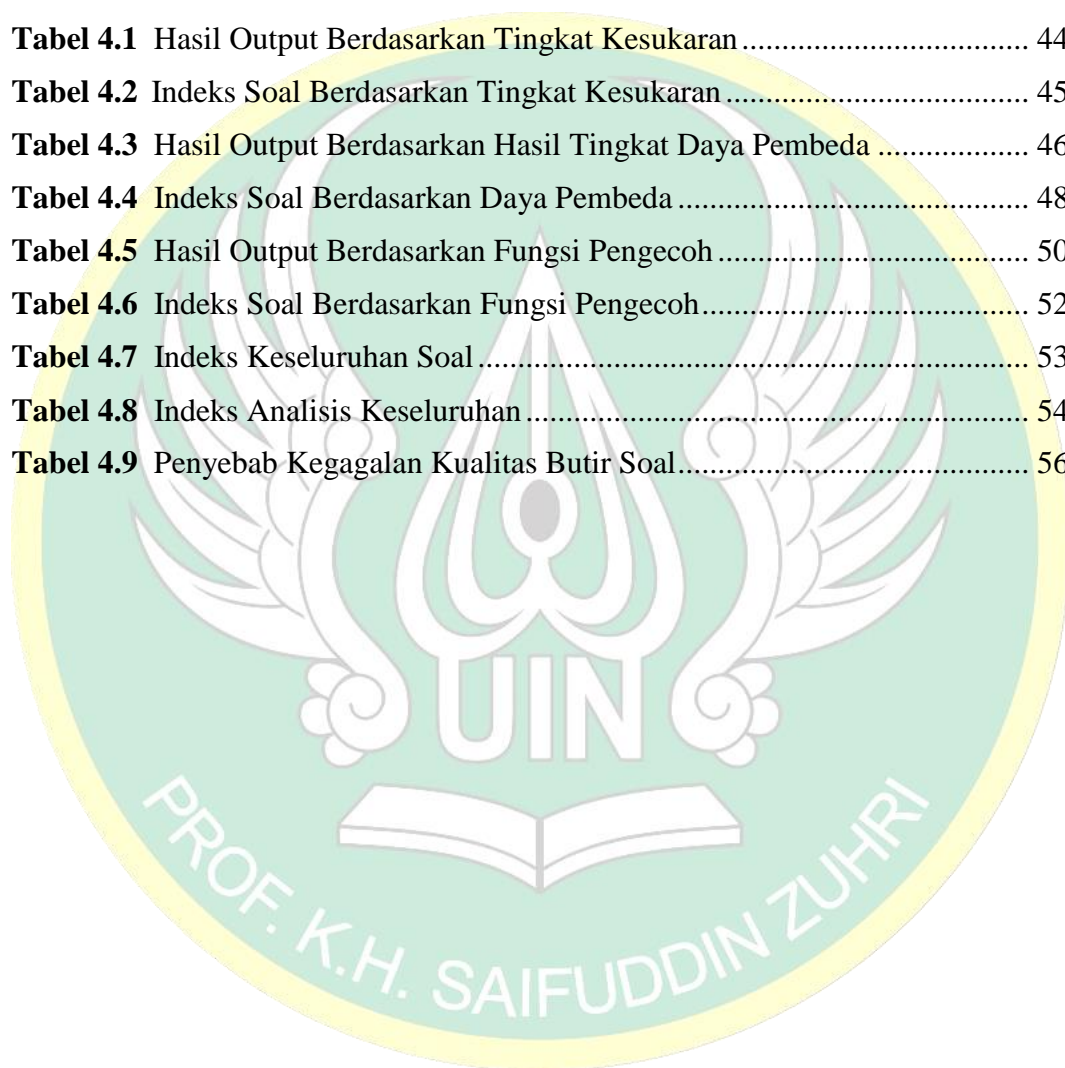 Tabel 4.1 Hasil Output Berdasarkan Tingkat Kesukaran.................................. 44
Tabel 4.2 Indeks Soal Berdasarkan Tingkat Kesukaran.................................... 45
Tabel 4.3 Hasil Output Berdasarkan Hasil Tingkat Daya Pembeda .................. 46
Tabel 4.4 Indeks Soal Berdasarkan Daya Pembeda.......................................... 48
Tabel 4.5 Hasil Output Berdasarkan Fungsi Pengecoh..................................... 50
Tabel 4.6 Indeks Soal Berdasarkan Fungsi Pengecoh....................................... 52
Tabel 4.7 Indeks Keseluruhan Soal.................................................................. 53
Tabel 4.8 Indeks Analisis Keseluruhan............................................................ 54
Tabel 4.9 Penyebab Kegagalan Kualitas Butir Soal.......................................... 56
UIN
PROF. K.H. SAIFUDDIN ZUHRI